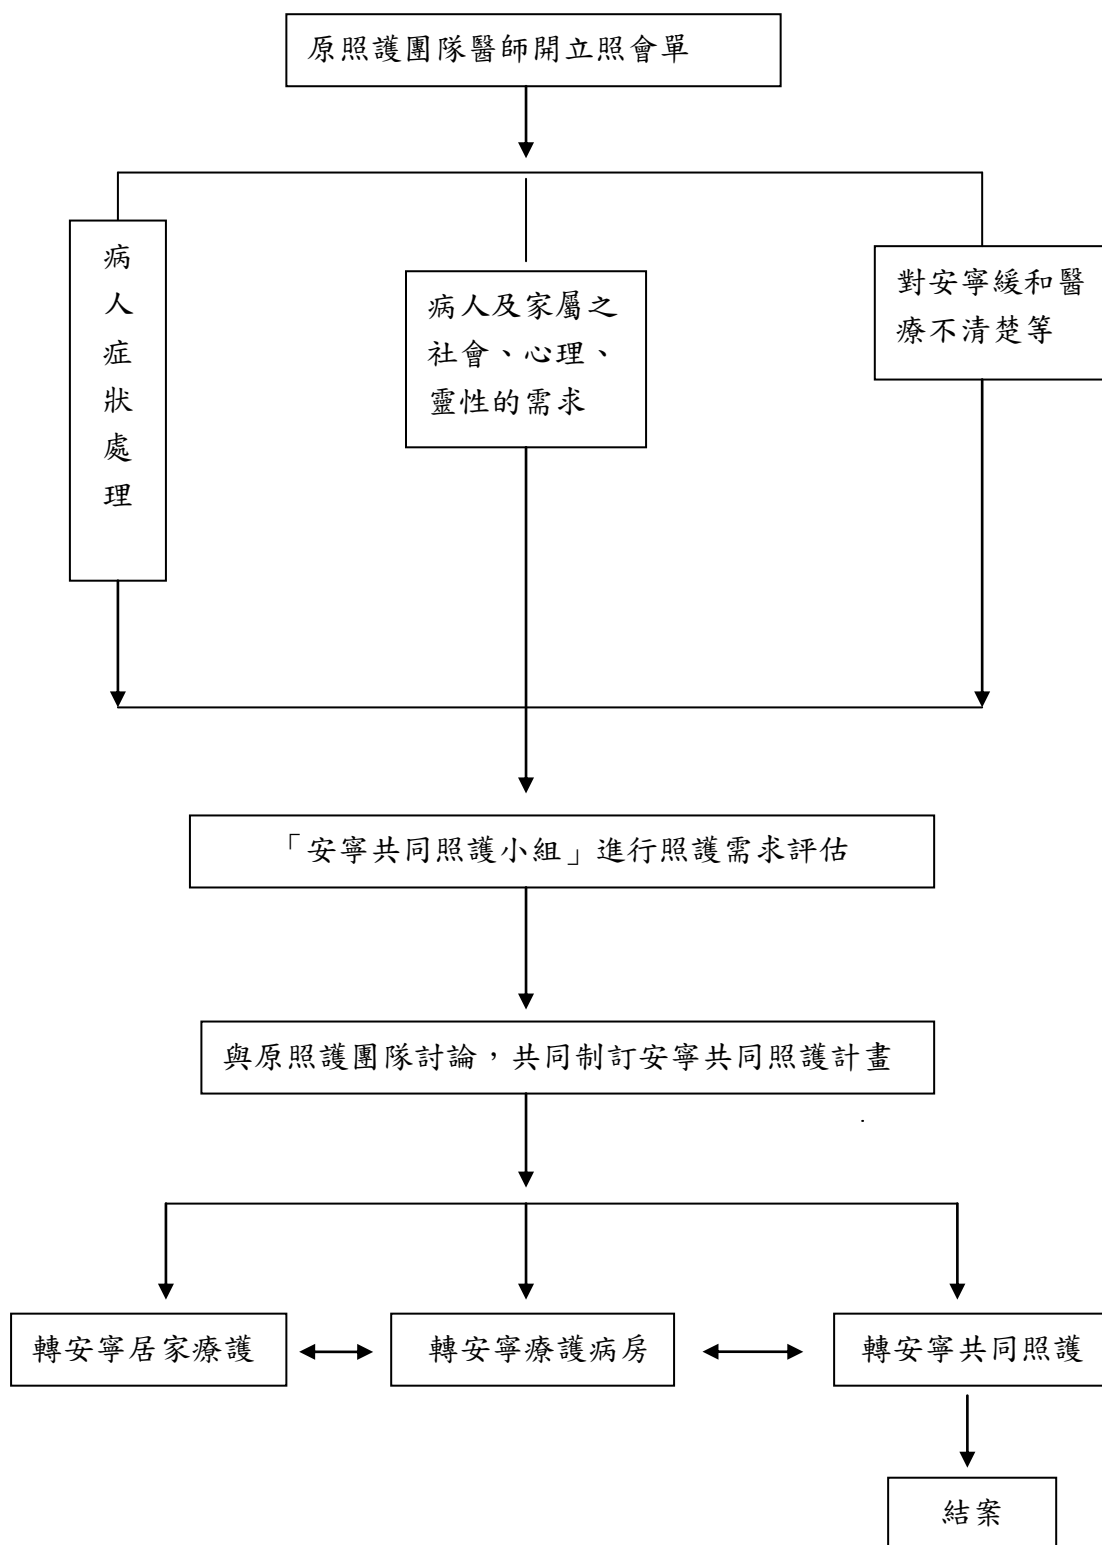 原照護團隊醫師開立照會單
病人症狀處理
病人及家屬之
社會、心理、
靈性的需求
對安寧緩和醫
療不清楚等
「安寧共同照護小組」進行照護需求評估
與原照護團隊討論，共同制訂安寧共同照護計畫
轉安寧居家療護
轉安寧療護病房
轉安寧共同照護
結案